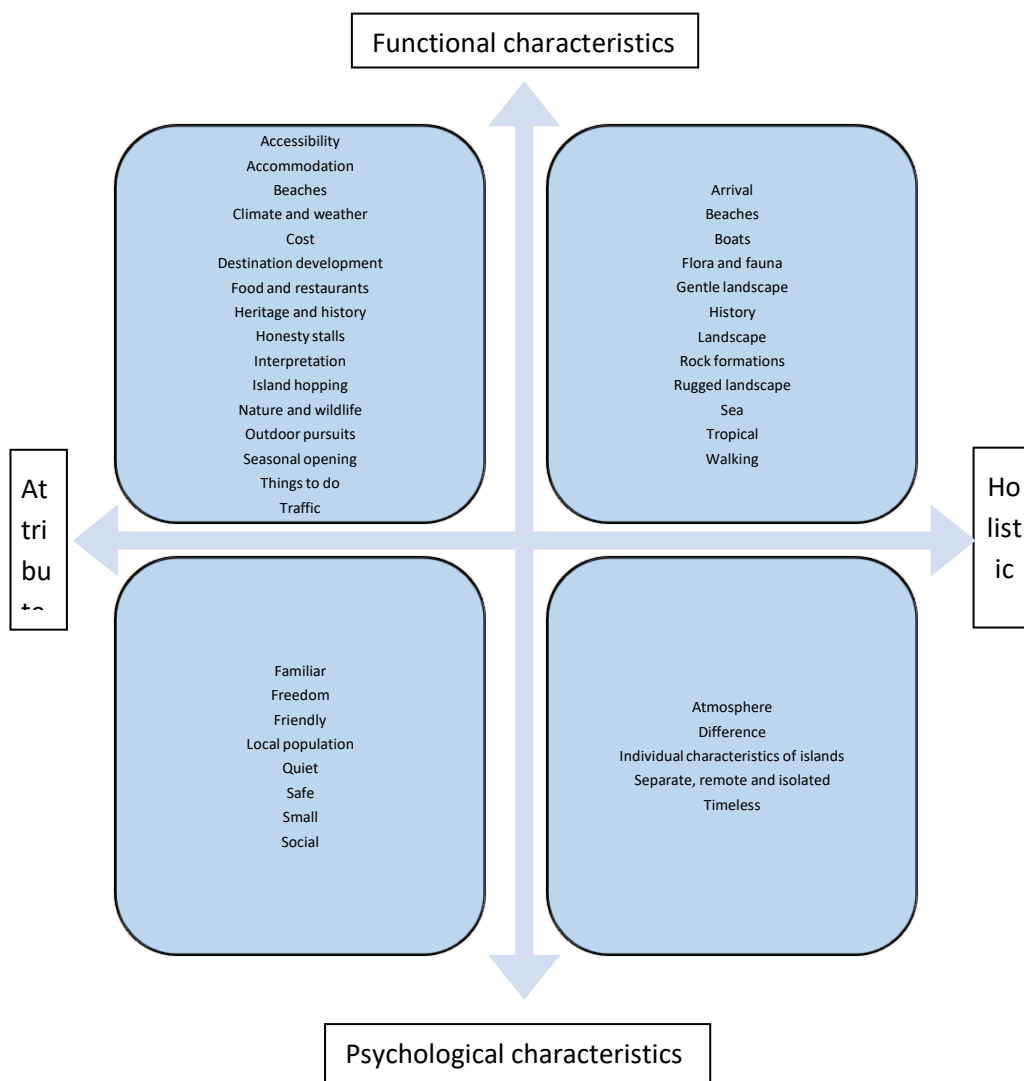 Functional characteristics
Accessibility
Accommodation
Beaches
Climate and weather
Cost
Destination development
Food and restaurants
Heritage and history
Honesty stalls
Interpretation
Island hopping
Nature and wildlife
Outdoor pursuits
Seasonal opening
Things to do
Traffic
Arrival
Beaches
Boats
Flora and fauna
Gentle landscape
History
Landscape
Rock formations
Rugged landscape
Sea
Tropical
Walking
At
tri
bu
Ho
list
ic
Familiar
Freedom
Friendly
Local population
Quiet
Safe
Small
Social
Atmosphere
Difference
Individual characteristics of islands
Separate, remote and isolated
Timeless
Psychological characteristics